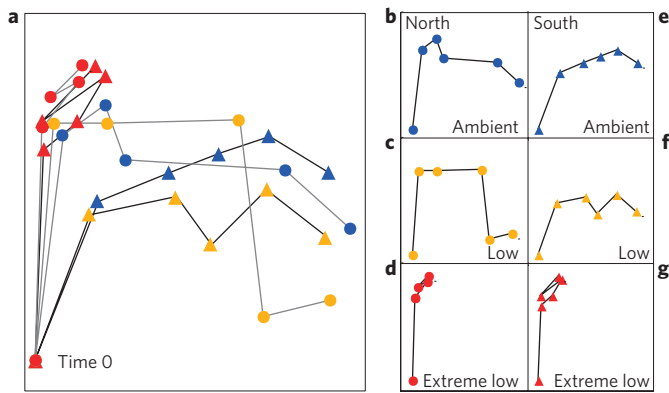 a
Time 0
b
North
Ambient
South
e
Ambient
c
Low
f
Low
d
Extreme low
g
Extreme low